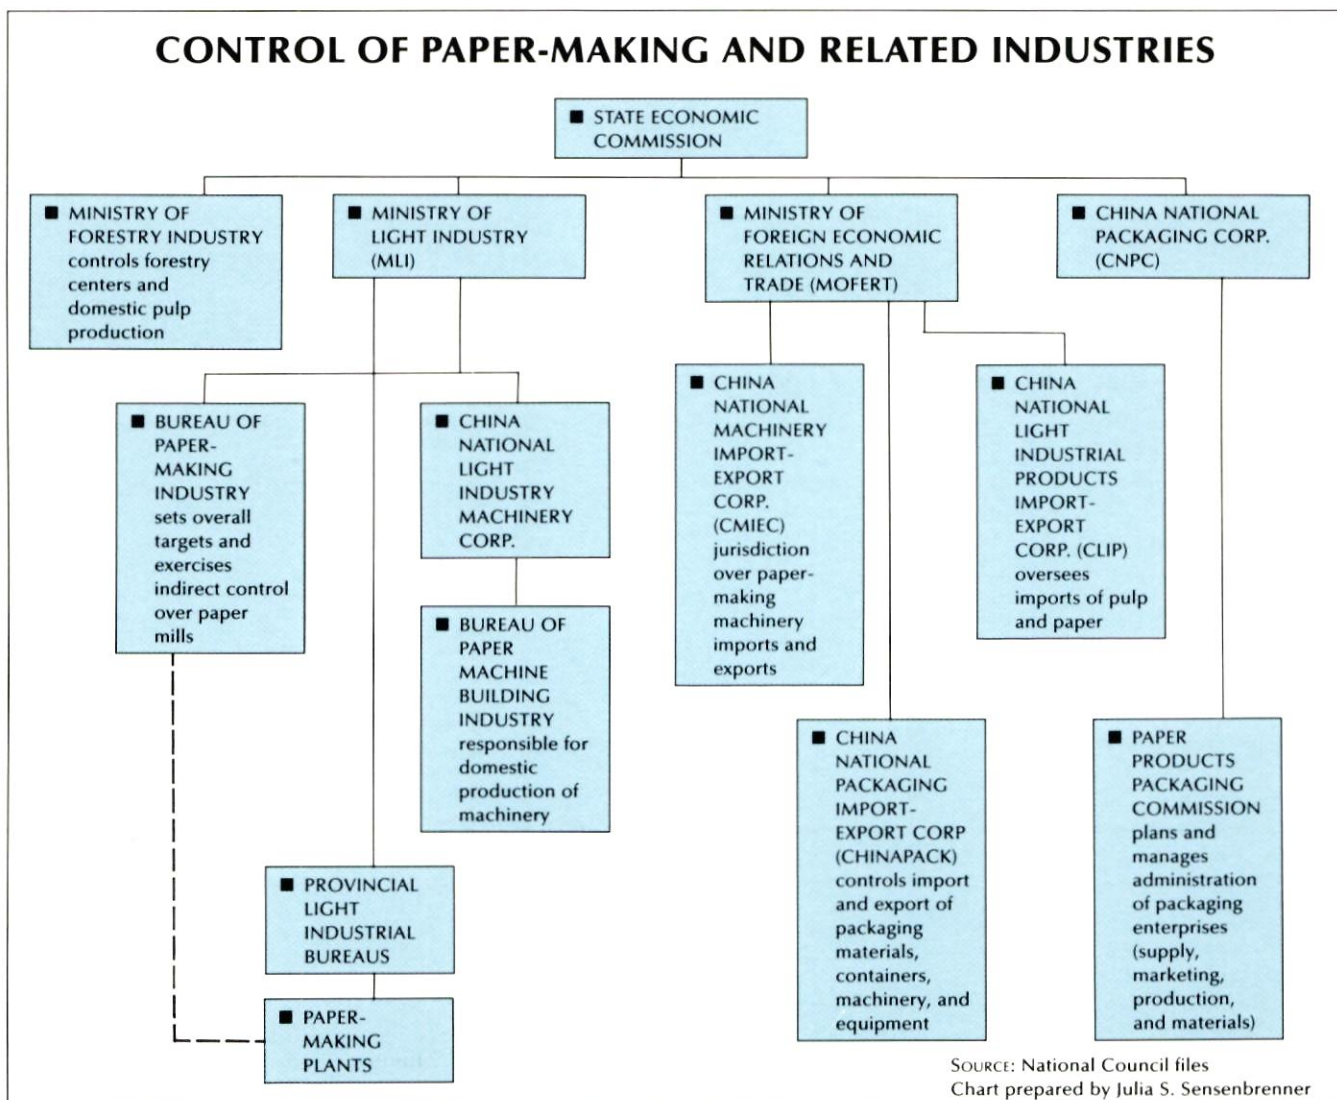 CONTROL OF PAPER-MAKING AND RELATED INDUSTRIES
■ STATE ECONOMIC
COMMISSION
■ MINISTRY OF
FORESTRY INDUSTRY
controls forestry
centers and
domestic pulp
production
■ MINISTRY OF
LIGHT INDUSTRY
(MLI)
■ MINISTRY OF
FOREIGN ECONOMIC
RELATIONS AND
TRADE (MOFERT)
■ CHINA NATIONAL
PACKAGING CORP.
(CNPC)
■ BUREAU OF
PAPER-
MAKING
INDUSTRY
sets overall
targets and
exercises
indirect control
over paper
mills
■ CHINA
NATIONAL
LIGHT
INDUSTRY
MACHINERY
CORP.
■ BUREAU OF
PAPER
MACHINE
BUILDING
INDUSTRY
responsible for
domestic
production of
machinery
■ CHINA
NATIONAL
MACHINERY
IMPORT-
EXPORT
CORP.
(CMIEC)
jurisdiction
over paper-
making
machinery
imports and
exports
■ CHINA
NATIONAL
LIGHT
INDUSTRIAL
PRODUCTS
IMPORT-
EXPORT
CORP. (CLIP)
oversees
imports of pulp
and paper
■ CHINA
NATIONAL
PACKAGING
IMPORT-
EXPORT CORP
(CHINAPACK)
controls import
and export of
packaging
materials,
containers,
machinery, and
equipment
■ PAPER
PRODUCTS
PACKAGING
COMMISSION
plans and
manages
administration
of packaging
enterprises
(supply,
marketing,
production,
and materials)
■ PROVINCIAL
LIGHT
INDUSTRIAL
BUREAUS
■ PAPER-
MAKING
PLANTS
SOURCE: National Council files
Chart prepared by Julia S. Sensenbrenner